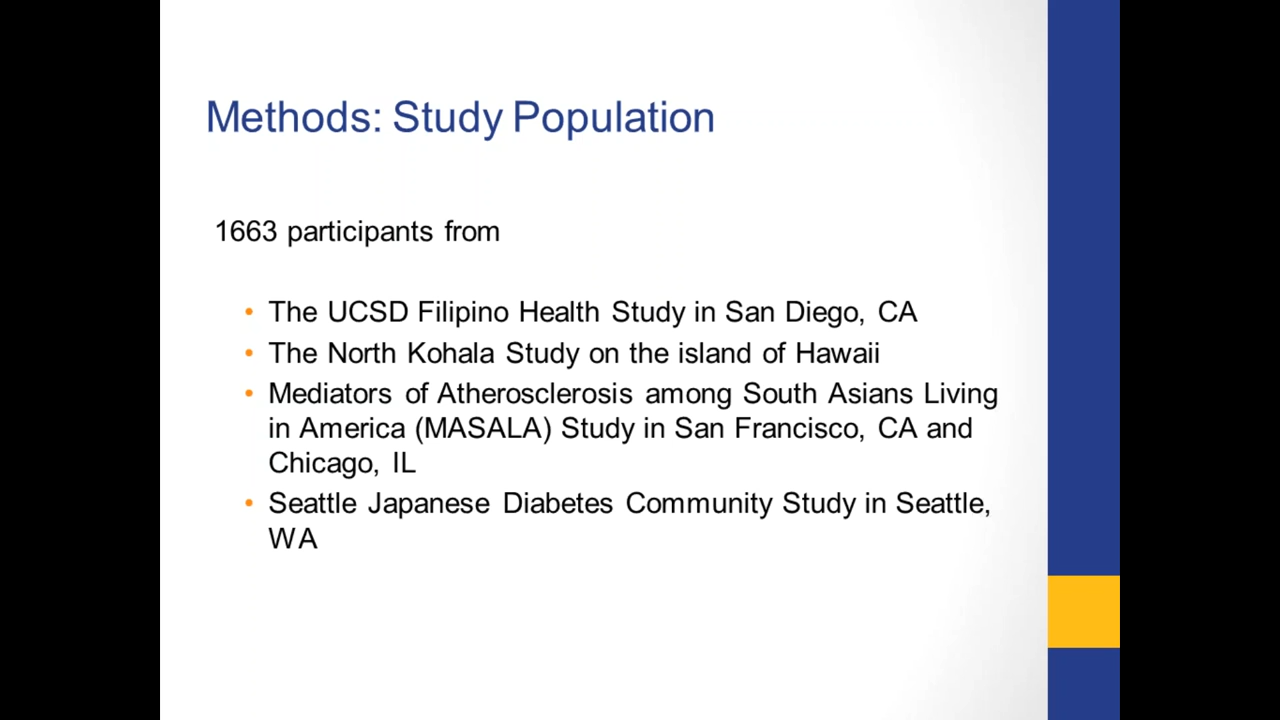 Methods: Study Population
1663 participants from
• The UCSD Filipino Health Study in San Diego, CA
• The North Kohala Study on the island of Hawaii
• Mediators of Atherosclerosis among South Asians Living
in America (MASALA) Study in San Francisco, CA and
Chicago, IL
• Seattle Japanese Diabetes Community Study in Seattle,
WA